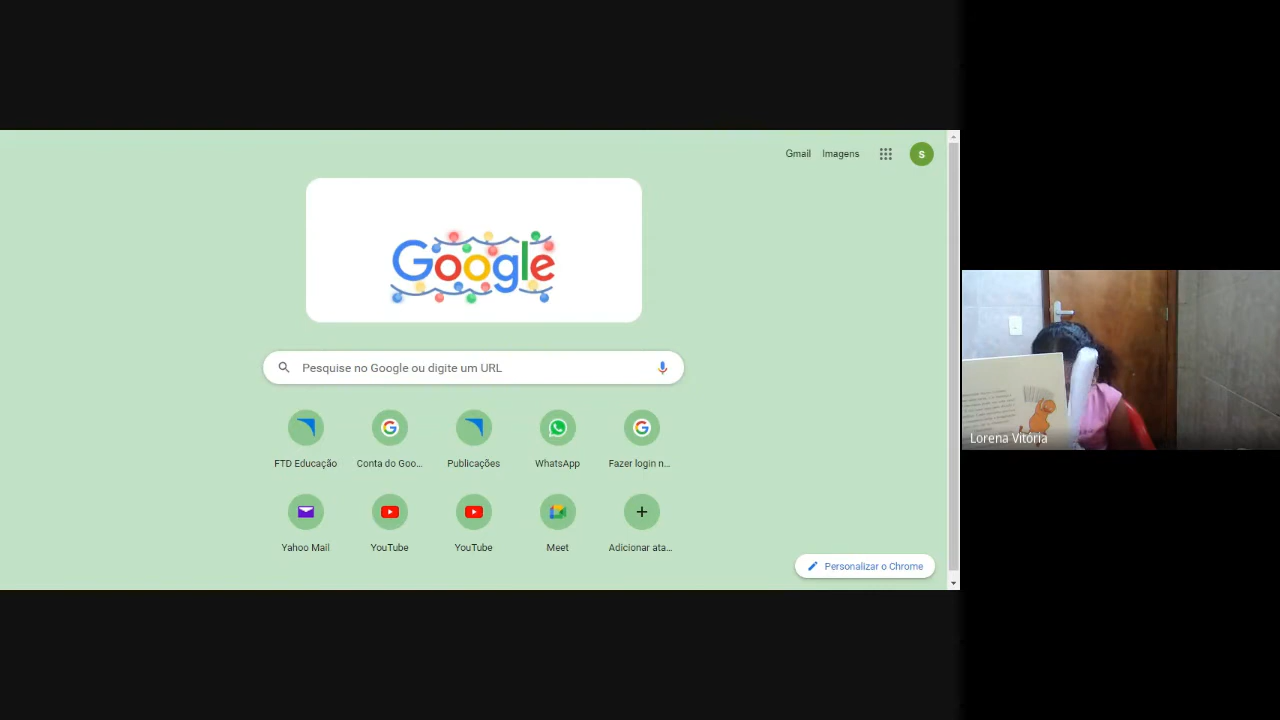 Gmail Imagens
S
Google
Pesquise no Google ou digite um URL
FTD Educação Conta do Goo... Publicações WhatsApp Fazer login n...
Yahoo Mail YouTube YouTube Meet Adicionar ata...
Personalizar o Chrome
Lorena Vitória